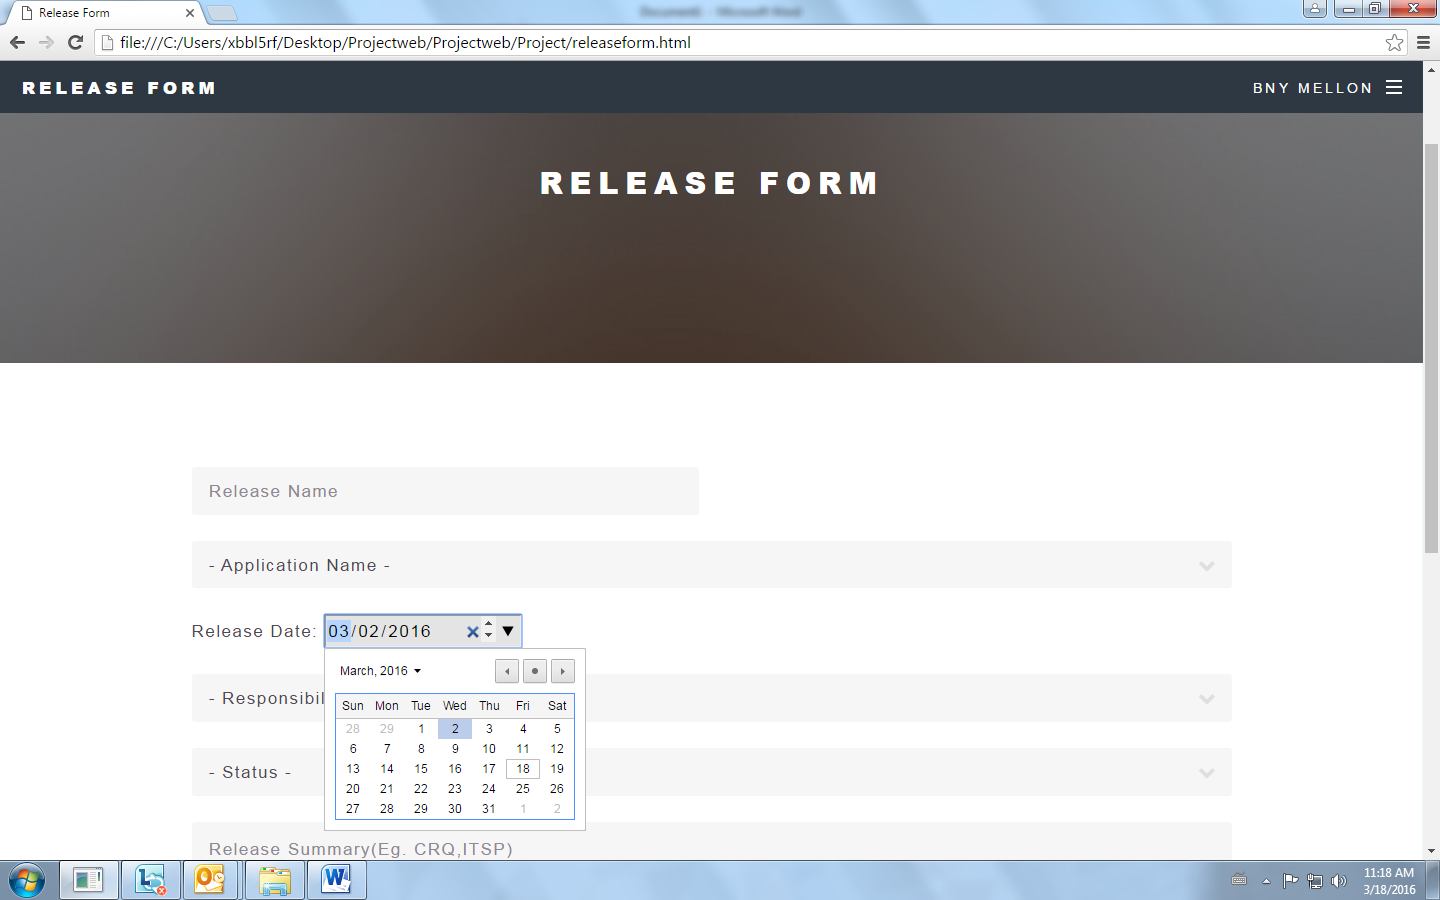 Release Form
Document1 - Microsoft Word
file:///C:/Users/xbbl5rf/Desktop/Projectweb/Projectweb/Project/releaseform.html
RELEASE FORM
BNY MELLON
RELEASE FORM
Release Name
- Application Name -
Release Date: 03/02/2016
March, 2016
Sun Mon Tue Wed Thu Fri Sat
28 29 1 2 3 4 5
6 7 8 9 10 11 12
13 14 15 16 17 18 19
20 21 22 23 24 25 26
27 28 29 30 31 1 2
- Responsibil
- Status -
Release Summary(Eg. CRQ,ITSP)
11:18 AM
3/18/2016